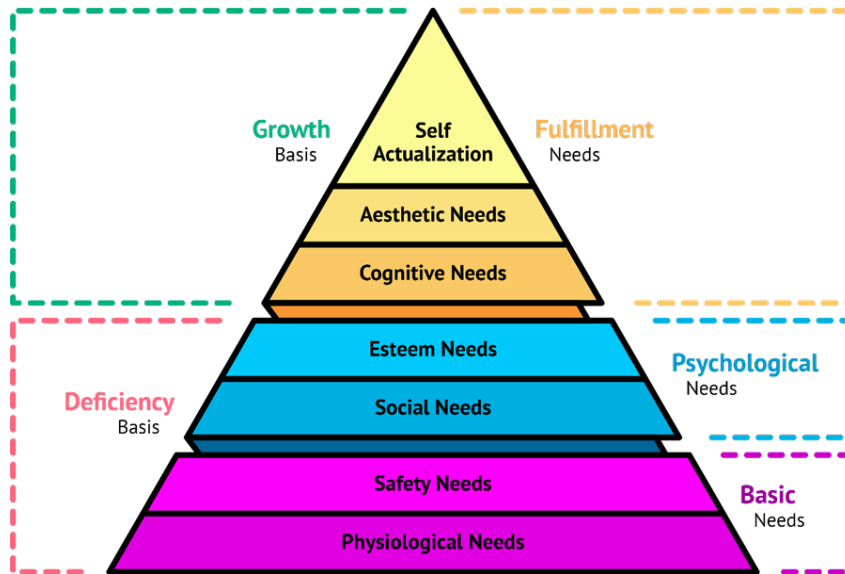 Growth
Basis
Self
Actualization
Fulfillment
Needs
Aesthetic Needs
Cognitive Needs
Esteem Needs
Psychological
Needs
Deficiency
Basis
Social Needs
Safety Needs
Basic
Needs
Physiological Needs